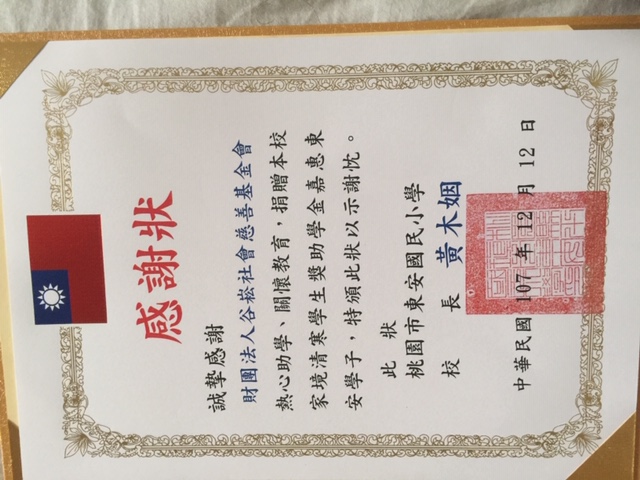 感謝狀
誠摯感謝
財團法人谷崧社會慈善基金會
熱心助學、關懷教育，捐贈本校
家境清寒學生獎助學金嘉惠東
安學子，特頒此狀以示謝忱。
此 狀
桃園市東安國民小學
校 長 黃木姻
中華民國 107 年 12 月 12 日